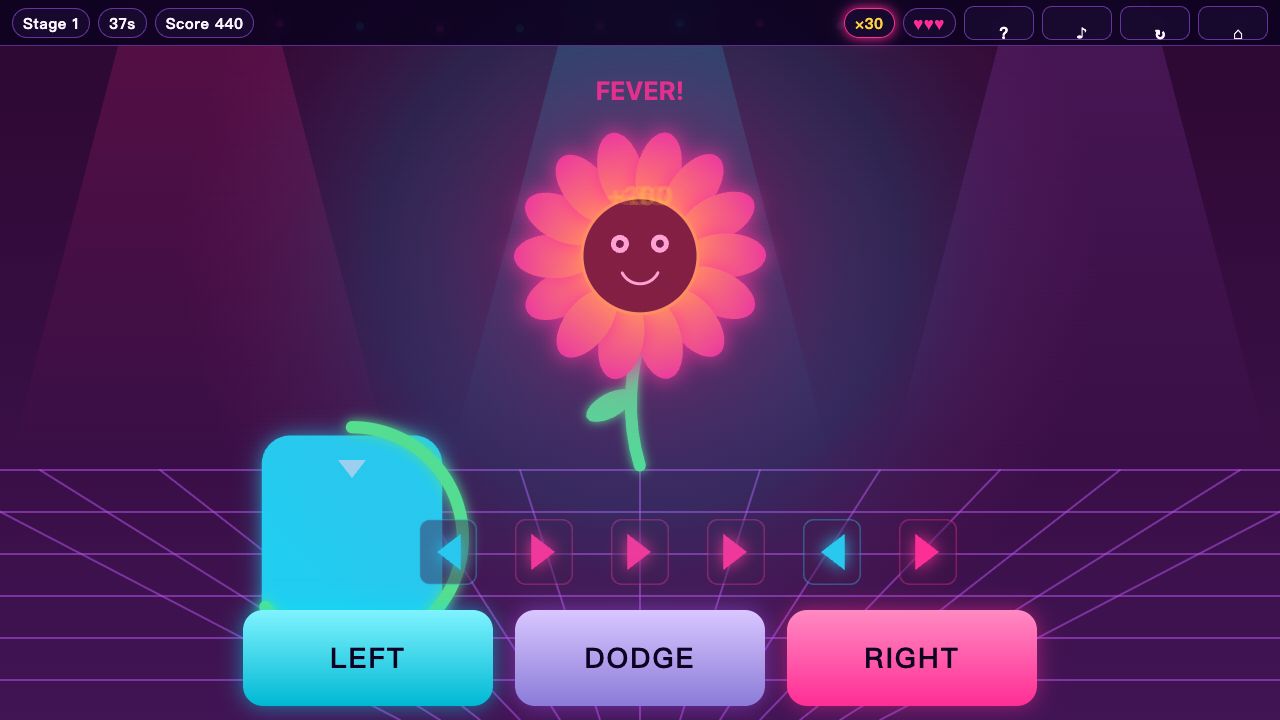 Stage 1
37s
Score 440
×30
♥♥♥
?
♪
↻
⌂
FEVER!
LEFT
DODGE
RIGHT